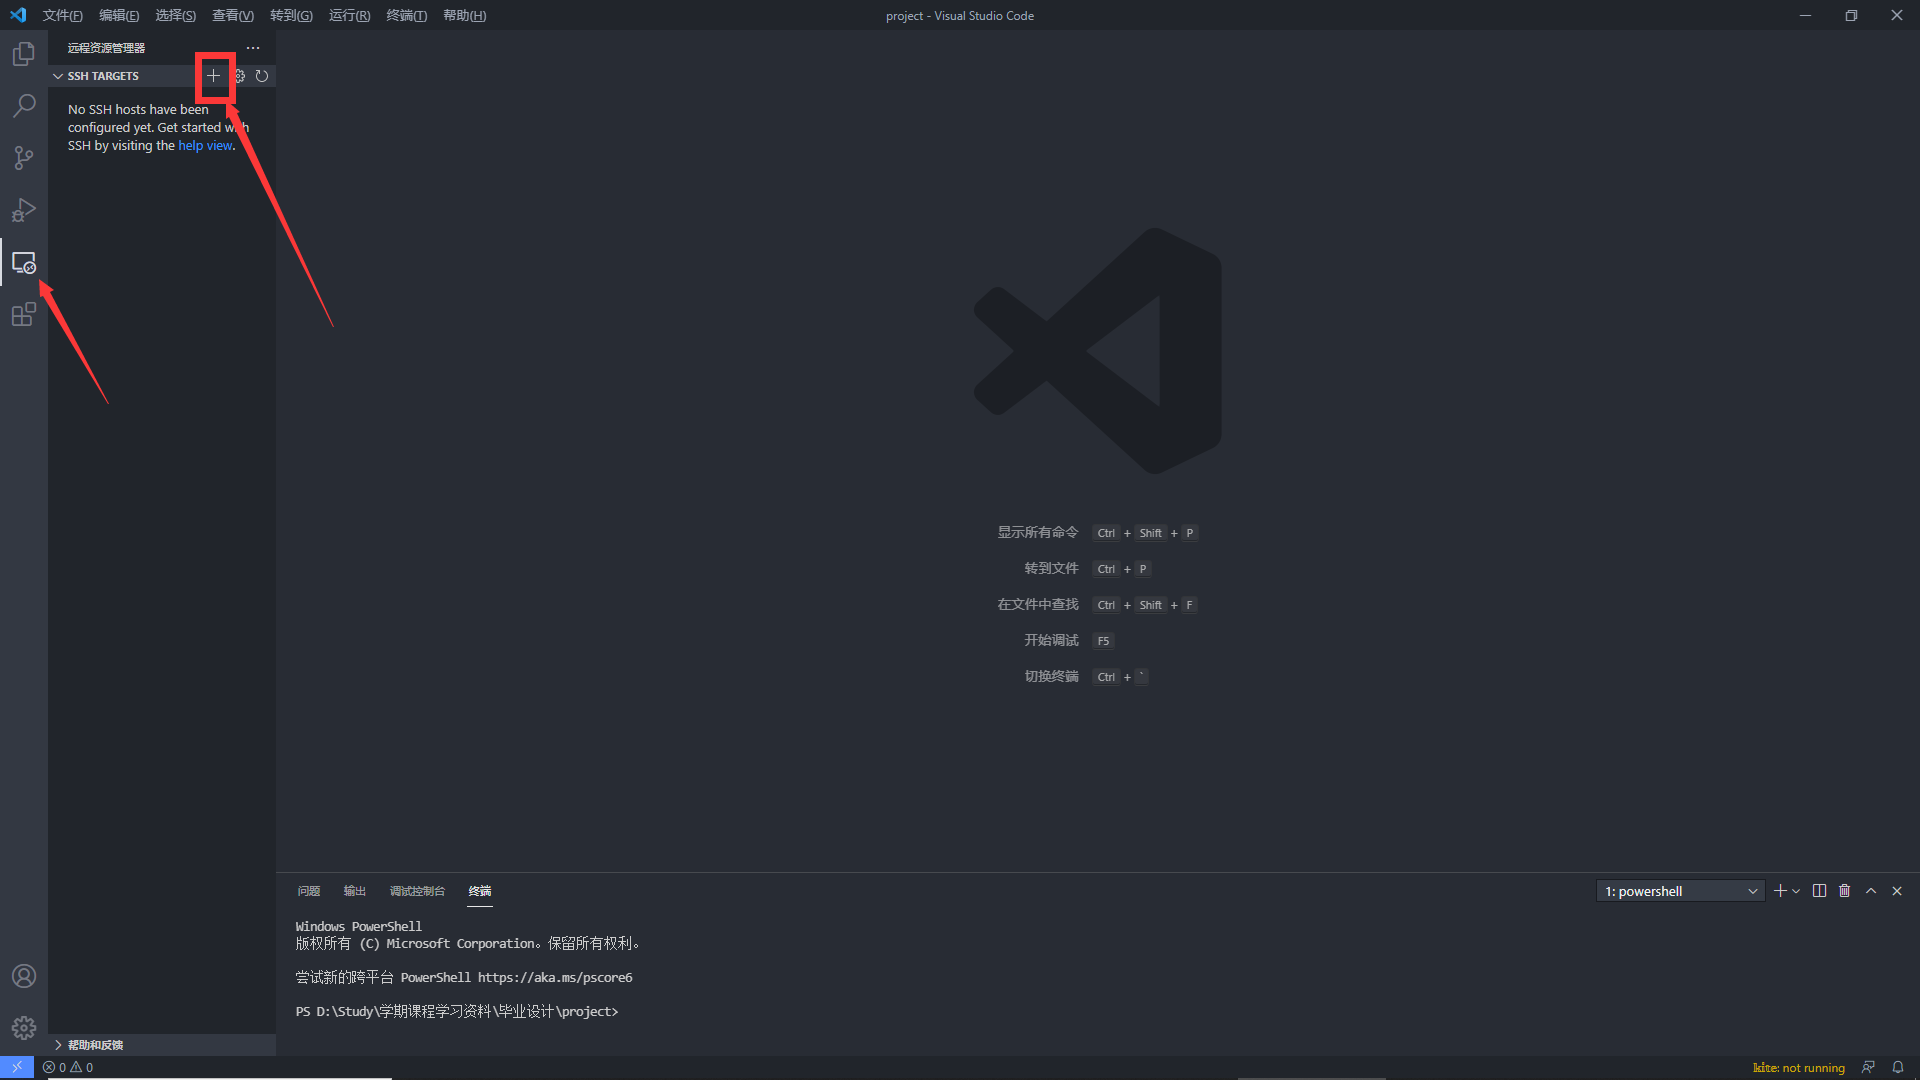 文件(F) 编辑(E) 选择(S) 查看(V) 转到(G) 运行(R) 终端(T) 帮助(H) project - Visual Studio Code
远程资源管理器
SSH TARGETS
No SSH hosts have been
configured yet. Get started with
SSH by visiting the help view.
显示所有命令 Ctrl + Shift + P
转到文件 Ctrl + P
在文件中查找 Ctrl + Shift + F
开始调试 F5
切换终端 Ctrl + `
问题 输出 调试控制台 终端 1: powershell
Windows PowerShell
版权所有 (C) Microsoft Corporation。保留所有权利。
尝试新的跨平台 PowerShell https://aka.ms/pscore6
PS D:\Study\学期课程学习资料\毕业设计\project>
帮助和反馈
0 0 kite: not running